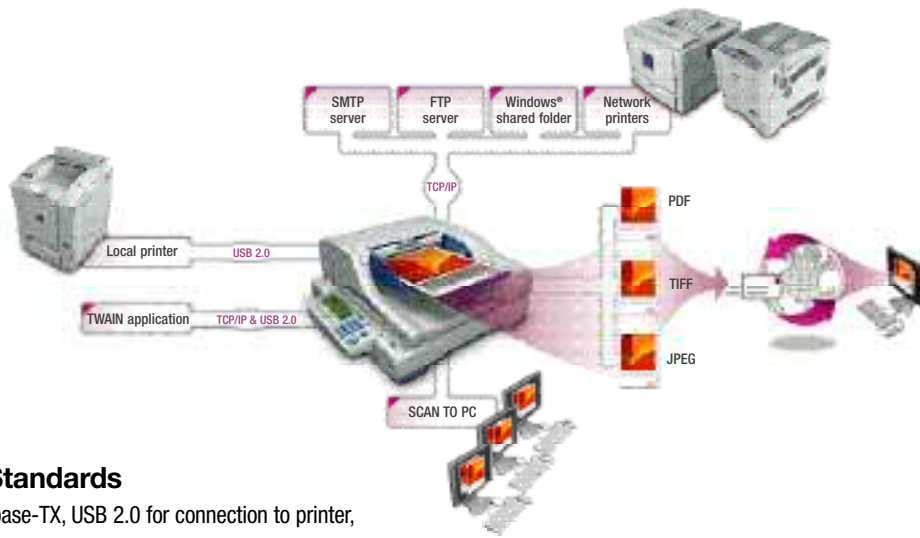 SMTP
server
FTP
server
Windows®
shared folder
Network
printers
TCP/IP
PDF
Local printer
USB 2.0
TIFF
TWAIN application
TCP/IP & USB 2.0
JPEG
SCAN TO PC
Standards
base-TX, USB 2.0 for connection to printer,